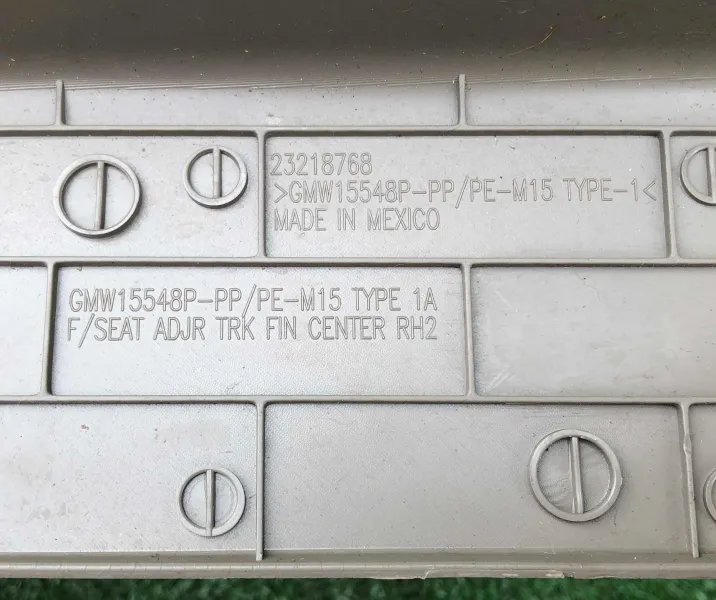 23218768
>GMW15548P-PP/PE-M15 TYPE-1<
MADE IN MEXICO
GMW15548P-PP/PE-M15 TYPE 1A
F/SEAT ADJR TRK FIN CENTER RH2